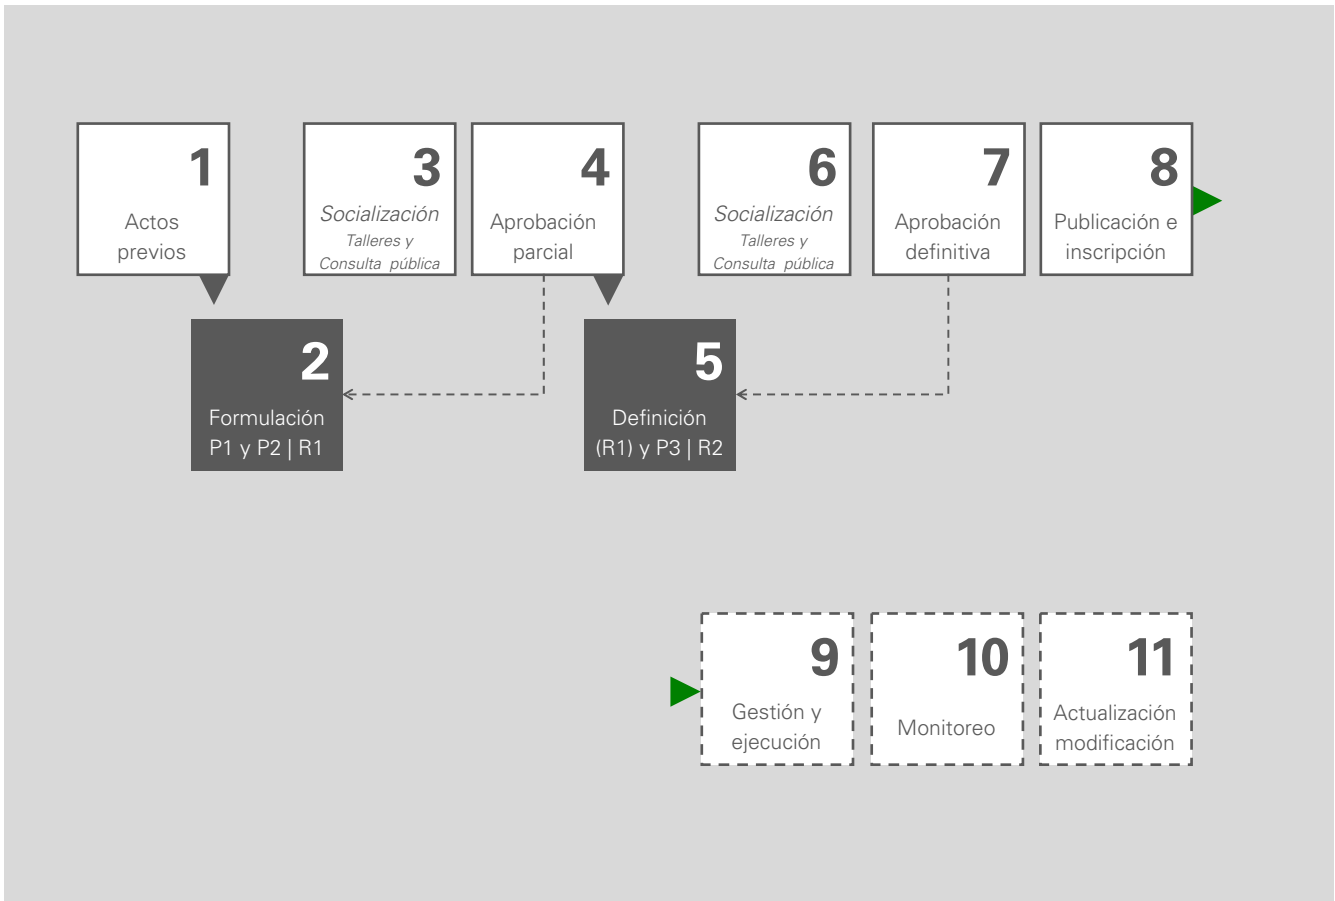 1
Actos
previos
2
Formulación
P1 y P2 | R1
3
Socialización
Talleres y
Consulta pública
4
Aprobación
parcial
5
Definición
(R1) y P3 | R2
6
Socialización
Talleres y
Consulta pública
7
Aprobación
definitiva
8
Publicación e
inscripción
9
Gestión y
ejecución
10
Monitoreo
11
Actualización
modificación